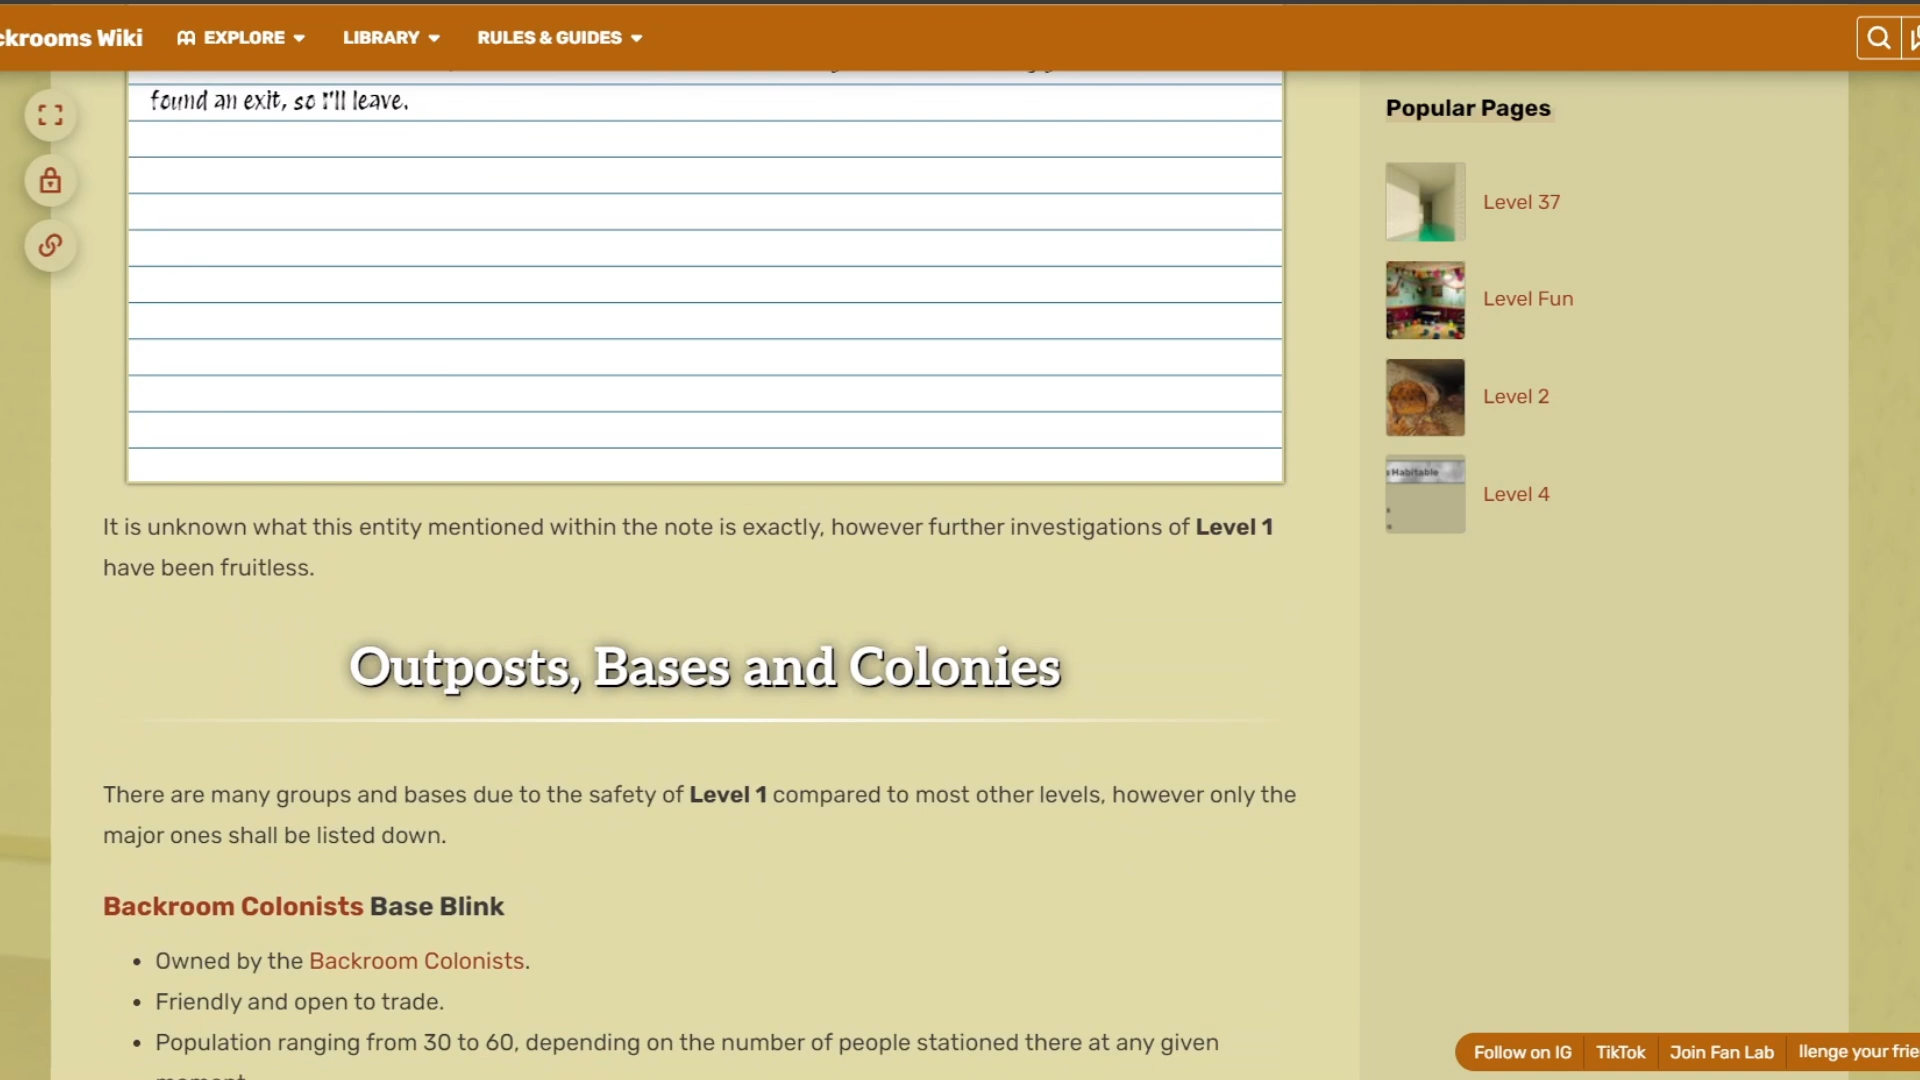 ckrooms Wiki
EXPLORE
LIBRARY
RULES & GUIDES
found an exit, so I'll leave.
It is unknown what this entity mentioned within the note is exactly, however further investigations of Level 1
have been fruitless.
Outposts, Bases and Colonies
There are many groups and bases due to the safety of Level 1 compared to most other levels, however only the
major ones shall be listed down.
Backroom Colonists Base Blink
• Owned by the Backroom Colonists.
• Friendly and open to trade.
• Population ranging from 30 to 60, depending on the number of people stationed there at any given
Popular Pages
Level 37
Level Fun
Level 2
Habitable
Level 4
Follow on IG
TikTok
Join Fan Lab
llenge your frie